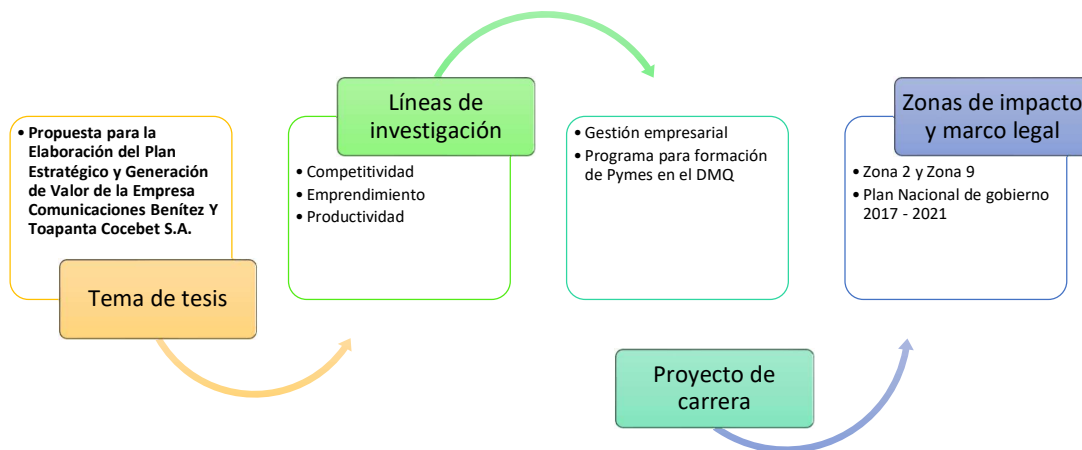 • Propuesta para la
Elaboración del Plan
Estratégico y Generación
de Valor de la Empresa
Comunicaciones Benítez Y
Toapanta Cocebet S.A.
Tema de tesis
Líneas de
investigación
• Competitividad
• Emprendimiento
• Productividad
• Gestión empresarial
• Programa para formación
de Pymes en el DMQ
Proyecto de
carrera
Zonas de impacto
y marco legal
• Zona 2 y Zona 9
• Plan Nacional de gobierno
2017 - 2021